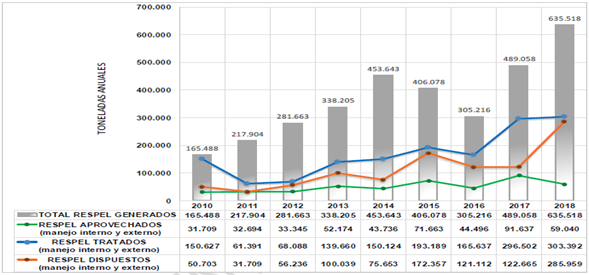 700.000
600.000
500.000
400.000
300.000
200.000
100.000
0.000
TONELADAS ANUALES
165.488
217.904
281.663
338.205
453.643
406.078
305.216
489.058
635.518
2010 2011 2012 2013 2014 2015 2016 2017 2018
TOTAL RESPEL GENERADOS 165.488 217.904 281.663 338.205 453.643 406.078 305.216 489.058 635.518
RESPEL APROVECHADOS
(manejo interno y externo) 31.709 32.694 33.345 52.174 43.736 71.663 44.496 91.637 59.040
RESPEL TRATADOS
(manejo interno y externo) 150.627 61.391 68.088 139.660 150.124 193.189 165.637 296.502 303.392
RESPEL DISPUESTOS
(manejo interno y externo) 50.703 31.709 56.236 100.039 75.653 172.357 121.112 122.665 285.959